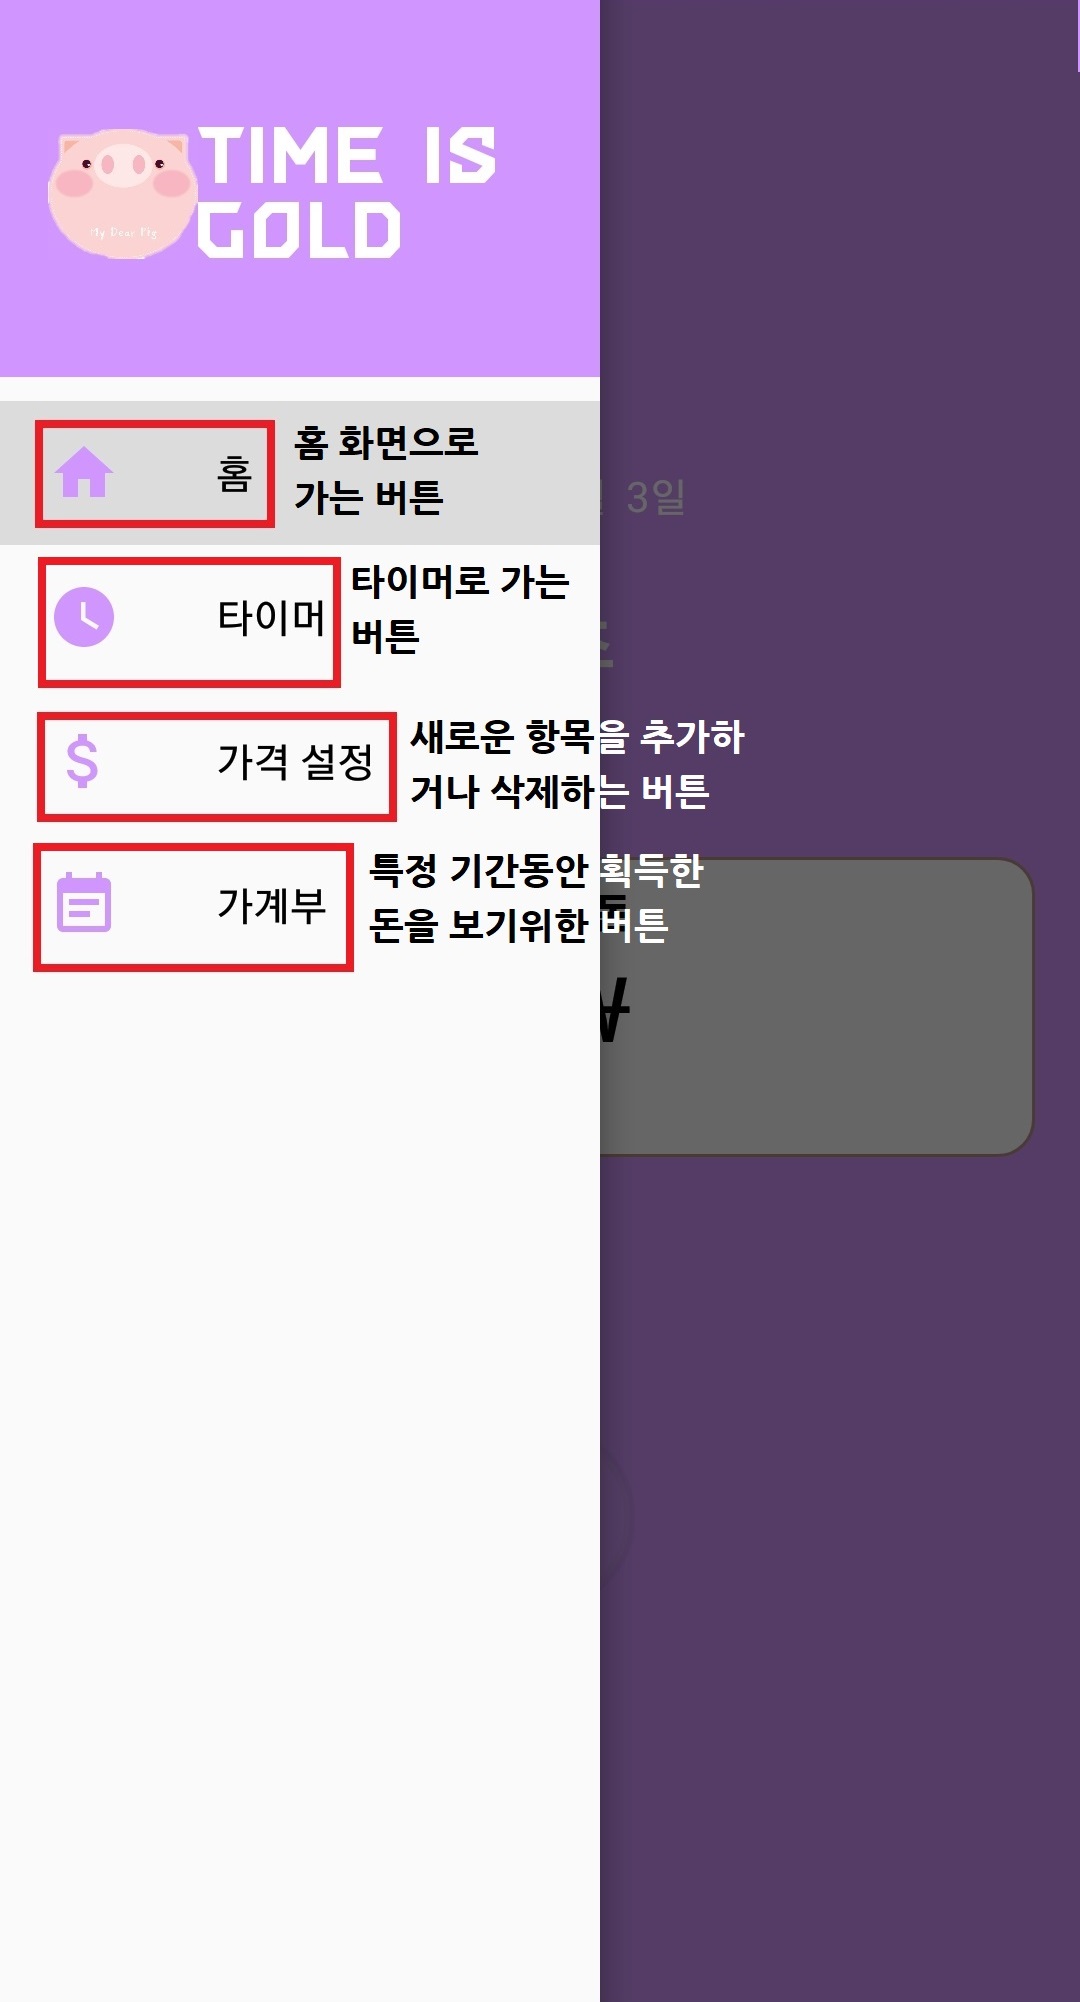 TIME IS
GOLD
My Dear Pig
홈
홈 화면으로
가는 버튼
3일
타이머
타이머로 가는
버튼
가격 설정
새로운 항목을 추가하
거나 삭제하는 버튼
가계부
특정 기간동안 획득한
돈을 보기위한 버튼